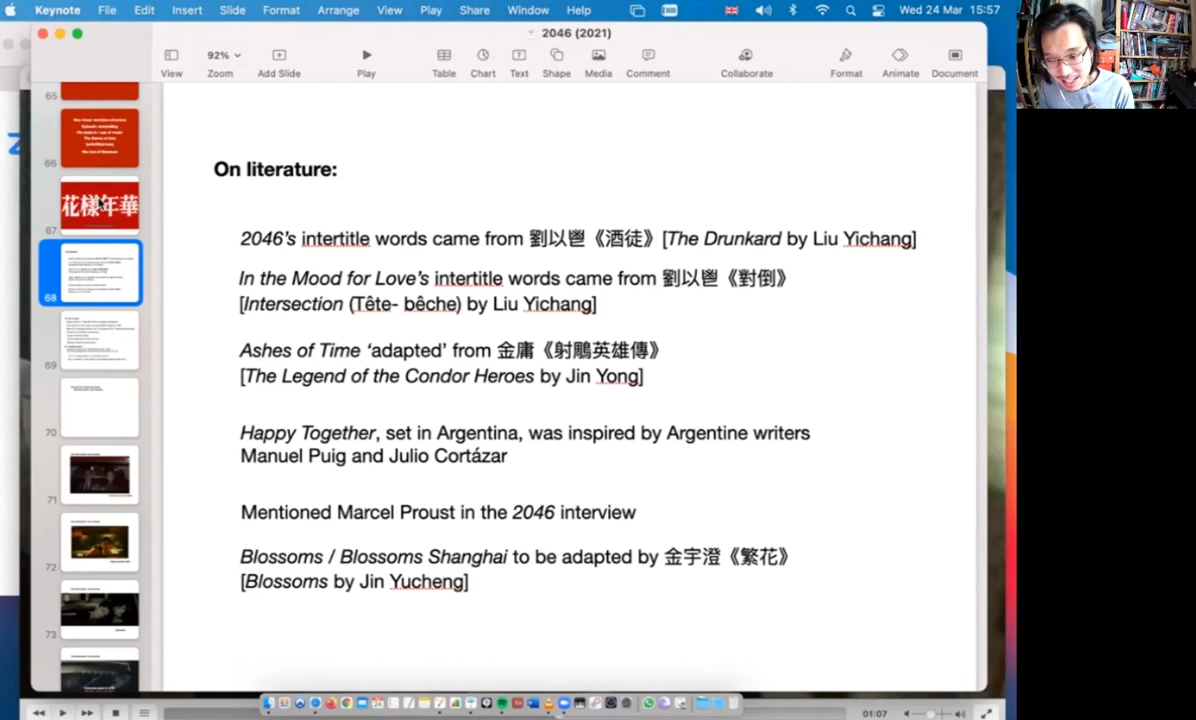 Keynote File Edit Insert Slide Format Arrange View Play Share Window Help Wed 24 Mar 15:57
2046 (2021)
92%
View Zoom Add Slide Play Table Chart Text Shape Media Comment Collaborate Format Animate Document
65
66
花樣年華
67
68
69
70
71
72
73
On literature:
2046's intertitle words came from 劉以鬯《酒徒》[The Drunkard by Liu Yichang]
In the Mood for Love's intertitle words came from 劉以鬯《對倒》
[Intersection (Tête- bêche) by Liu Yichang]
Ashes of Time 'adapted' from 金庸《射鵰英雄傳》
[The Legend of the Condor Heroes by Jin Yong]
Happy Together, set in Argentina, was inspired by Argentine writers
Manuel Puig and Julio Cortázar
Mentioned Marcel Proust in the 2046 interview
Blossoms / Blossoms Shanghai to be adapted by 金宇澄《繁花》
[Blossoms by Jin Yucheng]
01:07